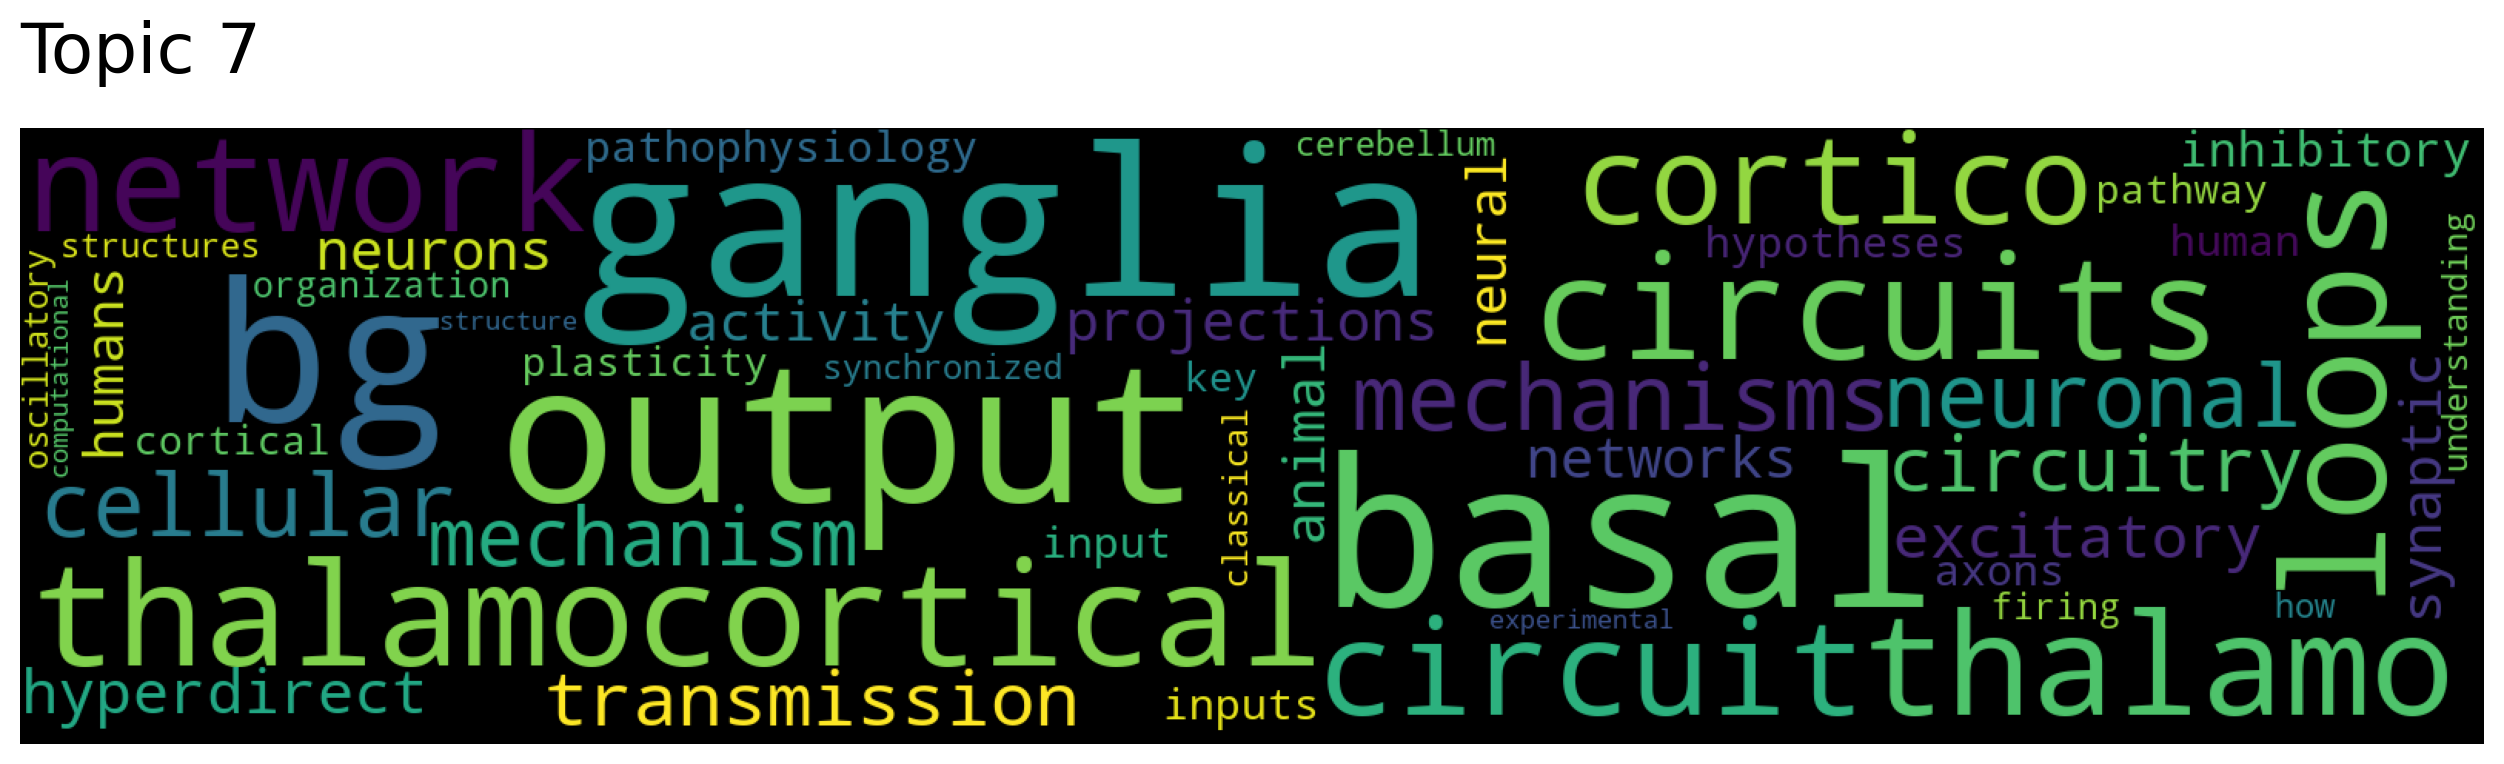 Topic 7
network
pathophysiology
ganglia
cerebellum
neural
cortico
inhibitory
pathway
structures
neurons
hypotheses
human
loops
oscillatory
computational
humans
organization
bg
structure
activity
projections
circuits
understanding
plasticity
synchronized
key
animal
mechanisms
neuronal
synaptic
output
cortical
classical
networks
circuitry
cellular
mechanism
input
basal
excitatory
axons
thalamocortical
experimental
firing
how
circuit
thalamo
hyperdirect
transmission
inputs